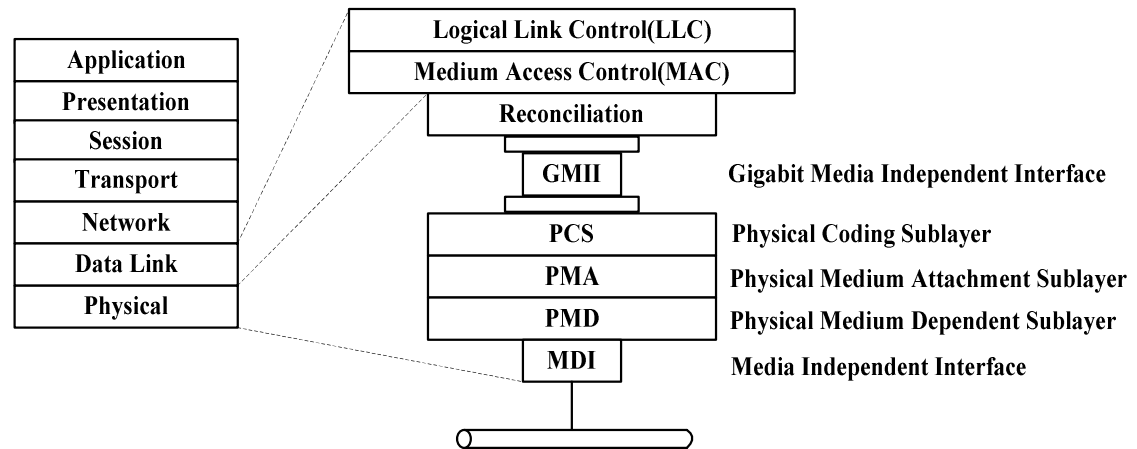 Application
Presentation
Session
Transport
Network
Data Link
Physical
Logical Link Control(LLC)
Medium Access Control(MAC)
Reconciliation
GMII
Gigabit Media Independent Interface
PCS
Physical Coding Sublayer
PMA
Physical Medium Attachment Sublayer
PMD
Physical Medium Dependent Sublayer
MDI
Media Independent Interface